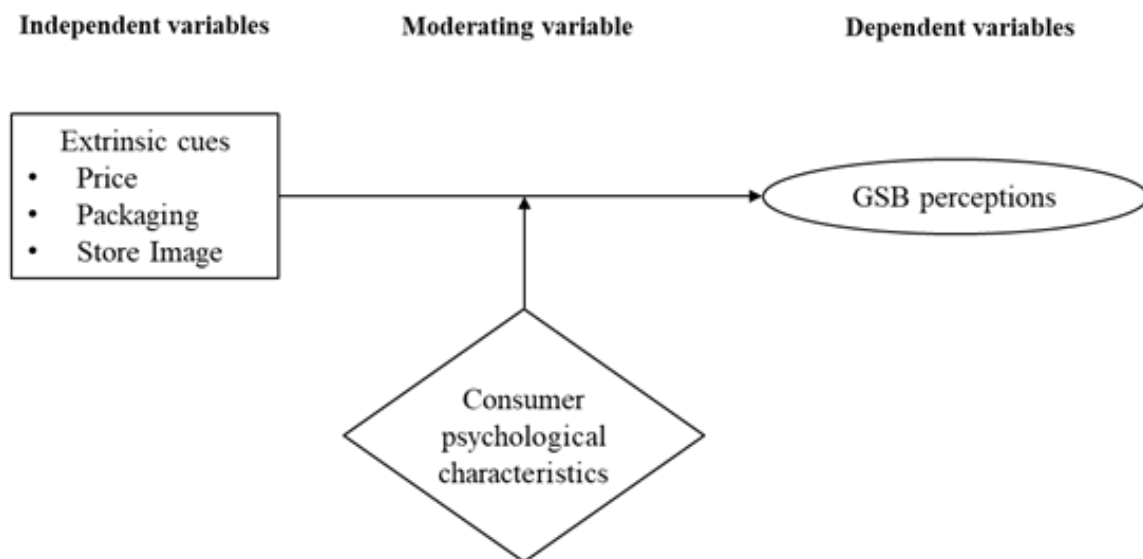 Independent variables
Moderating variable
Dependent variables
Extrinsic cues
• Price
• Packaging
• Store Image
GSB perceptions
Consumer
psychological
characteristics